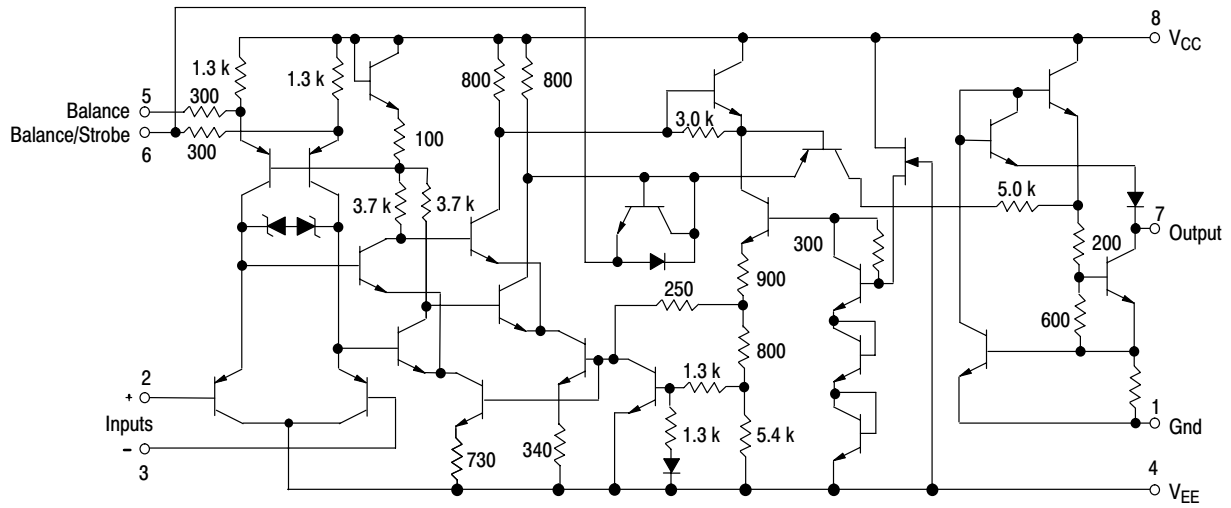 8
V_CC
1.3 k
1.3 k
800
800
Balance
5
300
Balance/Strobe
6
300
100
3.0 k
3.7 k
3.7 k
5.0 k
7
Output
300
200
900
250
600
800
2
+
Inputs
-
3
1.3 k
1.3 k
5.4 k
340
730
1
Gnd
4
V_EE